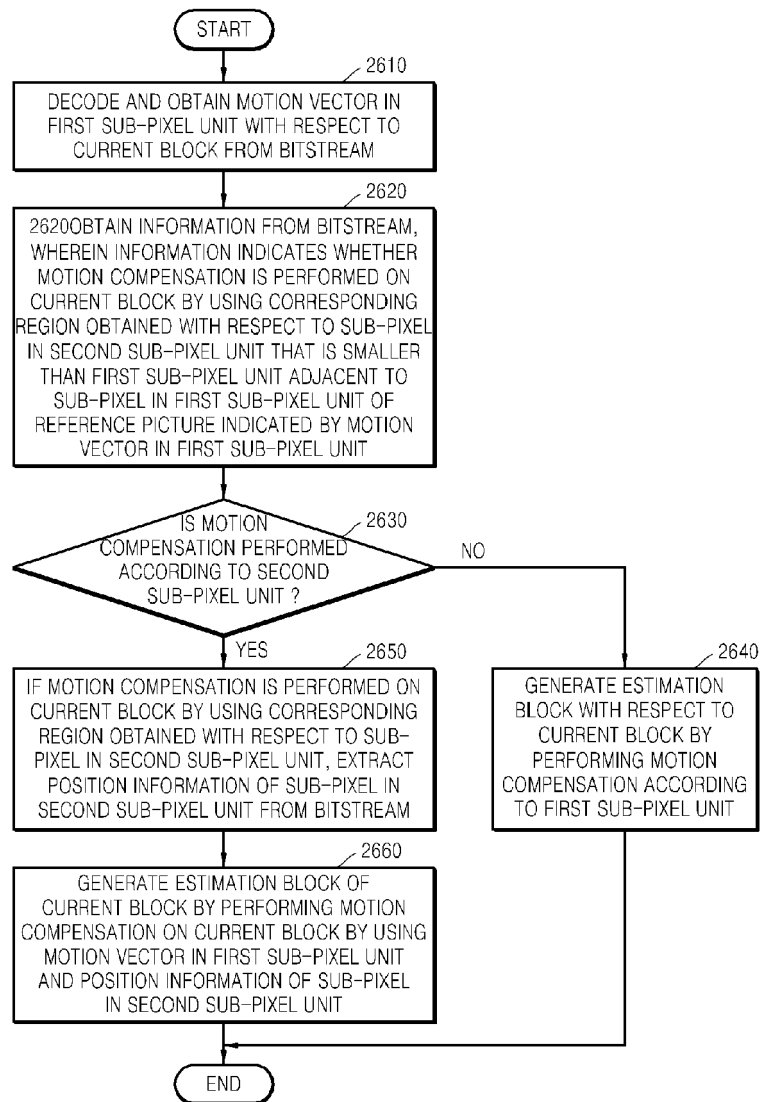 START
2610
DECODE AND OBTAIN MOTION VECTOR IN
FIRST SUB-PIXEL UNIT WITH RESPECT TO
CURRENT BLOCK FROM BITSTREAM
2620
2620OBTAIN INFORMATION FROM BITSTREAM,
WHEREIN INFORMATION INDICATES WHETHER
MOTION COMPENSATION IS PERFORMED ON
CURRENT BLOCK BY USING CORRESPONDING
REGION OBTAINED WITH RESPECT TO SUB-PIXEL
IN SECOND SUB-PIXEL UNIT THAT IS SMALLER
THAN FIRST SUB-PIXEL UNIT ADJACENT TO
SUB-PIXEL IN FIRST SUB-PIXEL UNIT OF
REFERENCE PICTURE INDICATED BY MOTION
VECTOR IN FIRST SUB-PIXEL UNIT
2630
IS MOTION
COMPENSATION PERFORMED
ACCORDING TO SECOND
SUB-PIXEL UNIT ?
NO
YES
2650
IF MOTION COMPENSATION IS PERFORMED ON
CURRENT BLOCK BY USING CORRESPONDING
REGION OBTAINED WITH RESPECT TO SUB-
PIXEL IN SECOND SUB-PIXEL UNIT, EXTRACT
POSITION INFORMATION OF SUB-PIXEL IN
SECOND SUB-PIXEL UNIT FROM BITSTREAM
2640
GENERATE ESTIMATION
BLOCK WITH RESPECT TO
CURRENT BLOCK BY
PERFORMING MOTION
COMPENSATION ACCORDING
TO FIRST SUB-PIXEL UNIT
2660
GENERATE ESTIMATION BLOCK OF
CURRENT BLOCK BY PERFORMING MOTION
COMPENSATION ON CURRENT BLOCK BY USING
MOTION VECTOR IN FIRST SUB-PIXEL UNIT
AND POSITION INFORMATION OF SUB-PIXEL
IN SECOND SUB-PIXEL UNIT
END